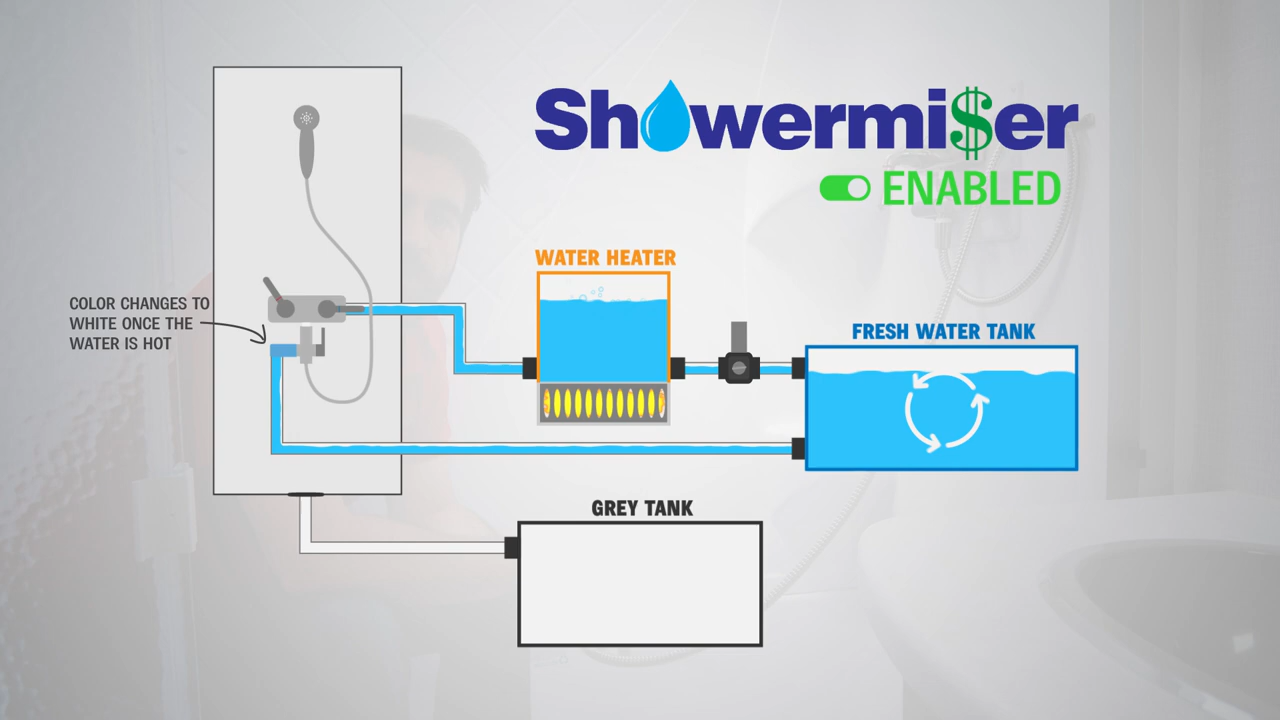 Showermi$er
ENABLED
WATER HEATER
COLOR CHANGES TO
WHITE ONCE THE
WATER IS HOT
FRESH WATER TANK
GREY TANK